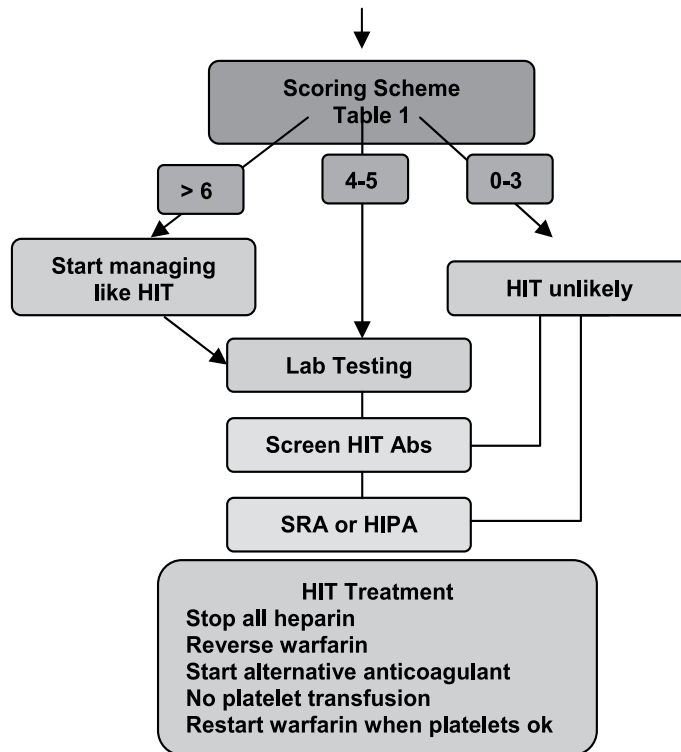 Scoring Scheme
Table 1
> 6
4-5
0-3
Start managing
like HIT
HIT unlikely
Lab Testing
Screen HIT Abs
SRA or HIPA
HIT Treatment
Stop all heparin
Reverse warfarin
Start alternative anticoagulant
No platelet transfusion
Restart warfarin when platelets ok